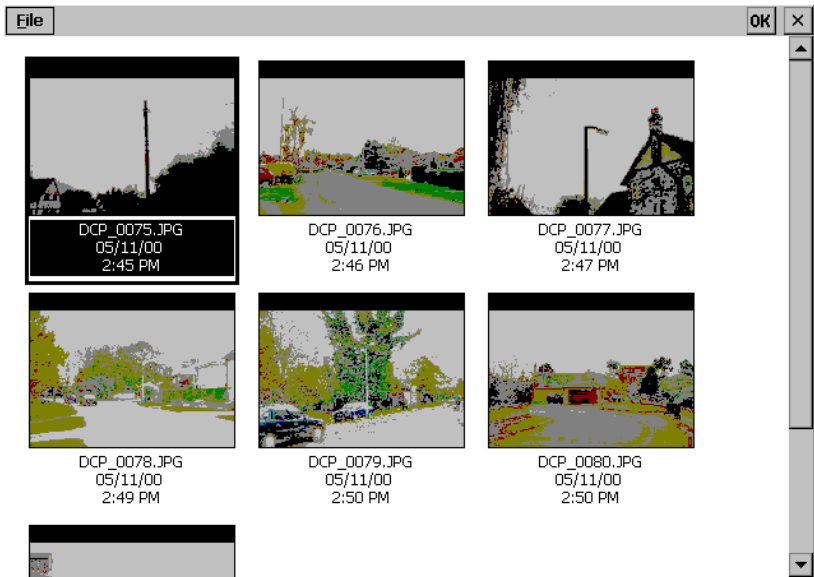 File
OK
DCP_0075.JPG
05/11/00
2:45 PM
DCP_0076.JPG
05/11/00
2:46 PM
DCP_0077.JPG
05/11/00
2:47 PM
DCP_0078.JPG
05/11/00
2:49 PM
DCP_0079.JPG
05/11/00
2:50 PM
DCP_0080.JPG
05/11/00
2:50 PM